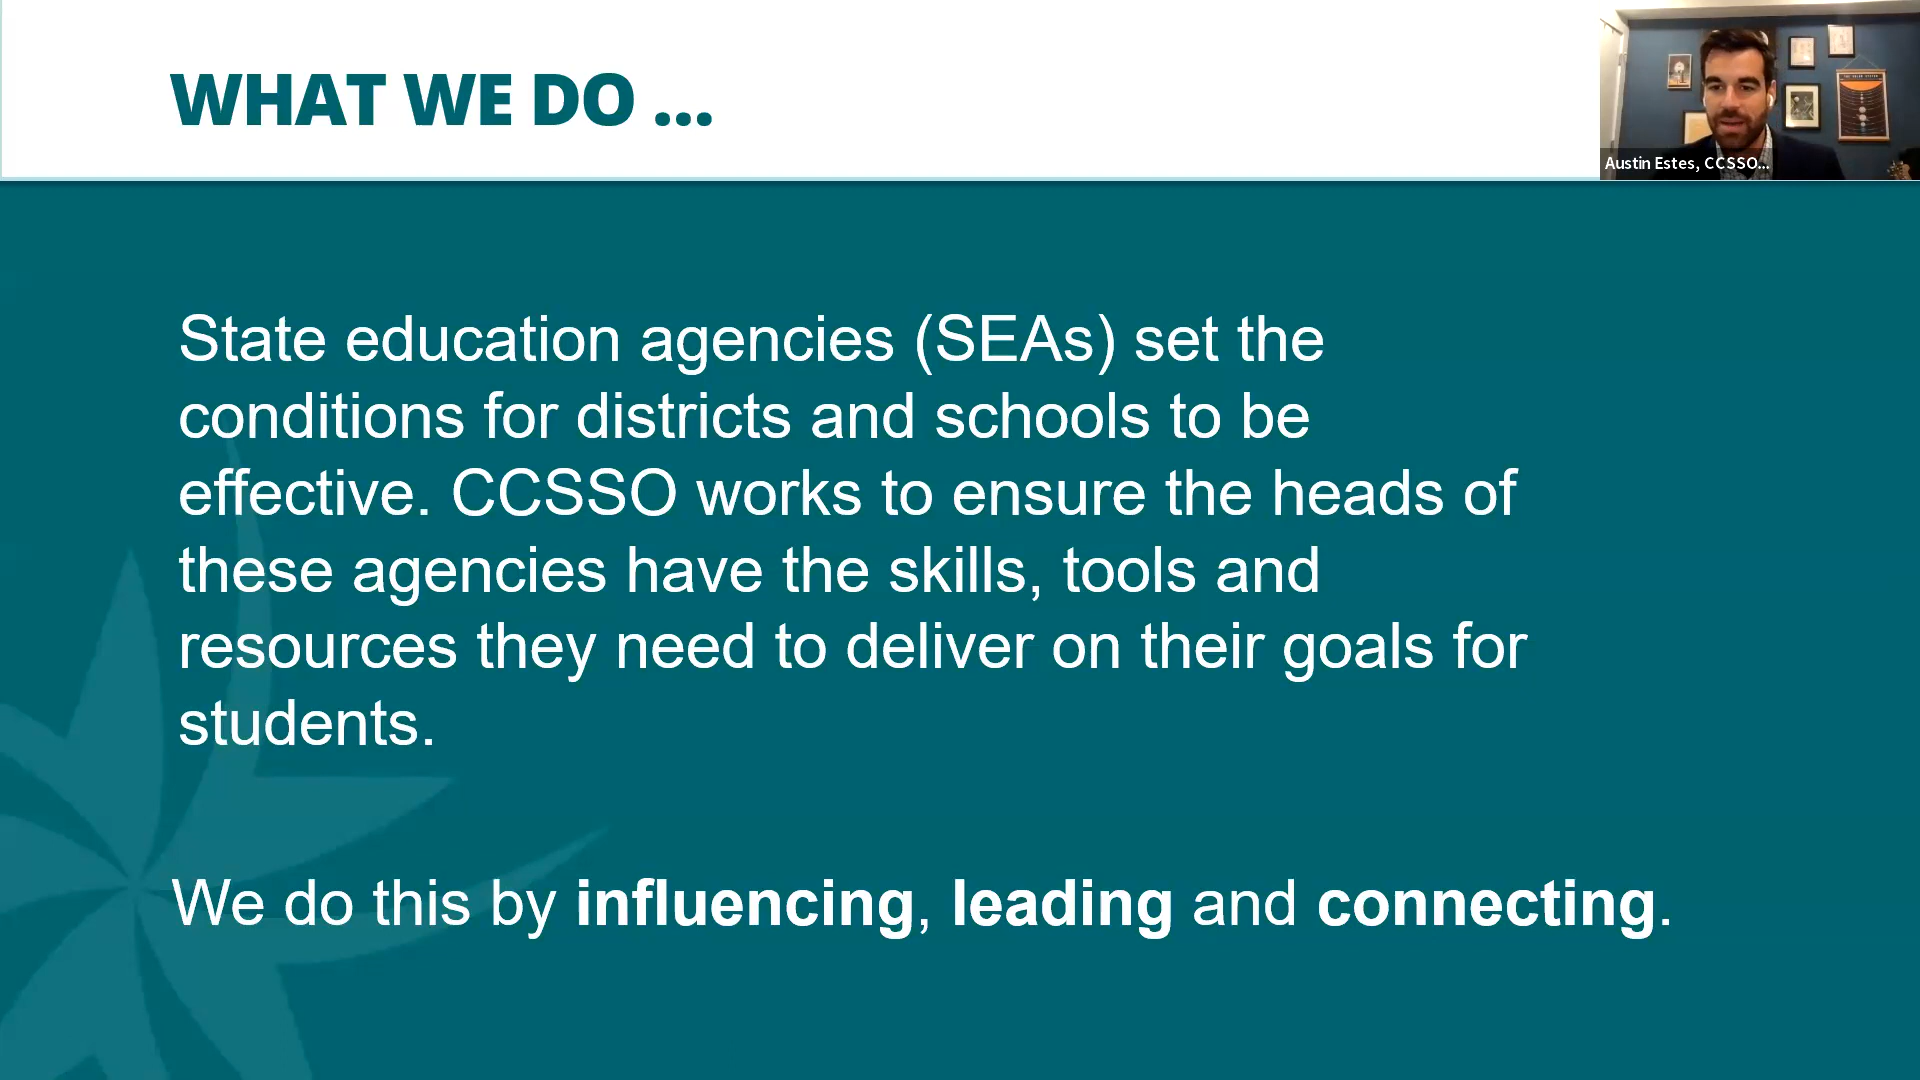 WHAT WE DO ...
Austin Estes, CCSSO...
State education agencies (SEAs) set the
conditions for districts and schools to be
effective. CCSSO works to ensure the heads of
these agencies have the skills, tools and
resources they need to deliver on their goals for
students.
We do this by influencing, leading and connecting.